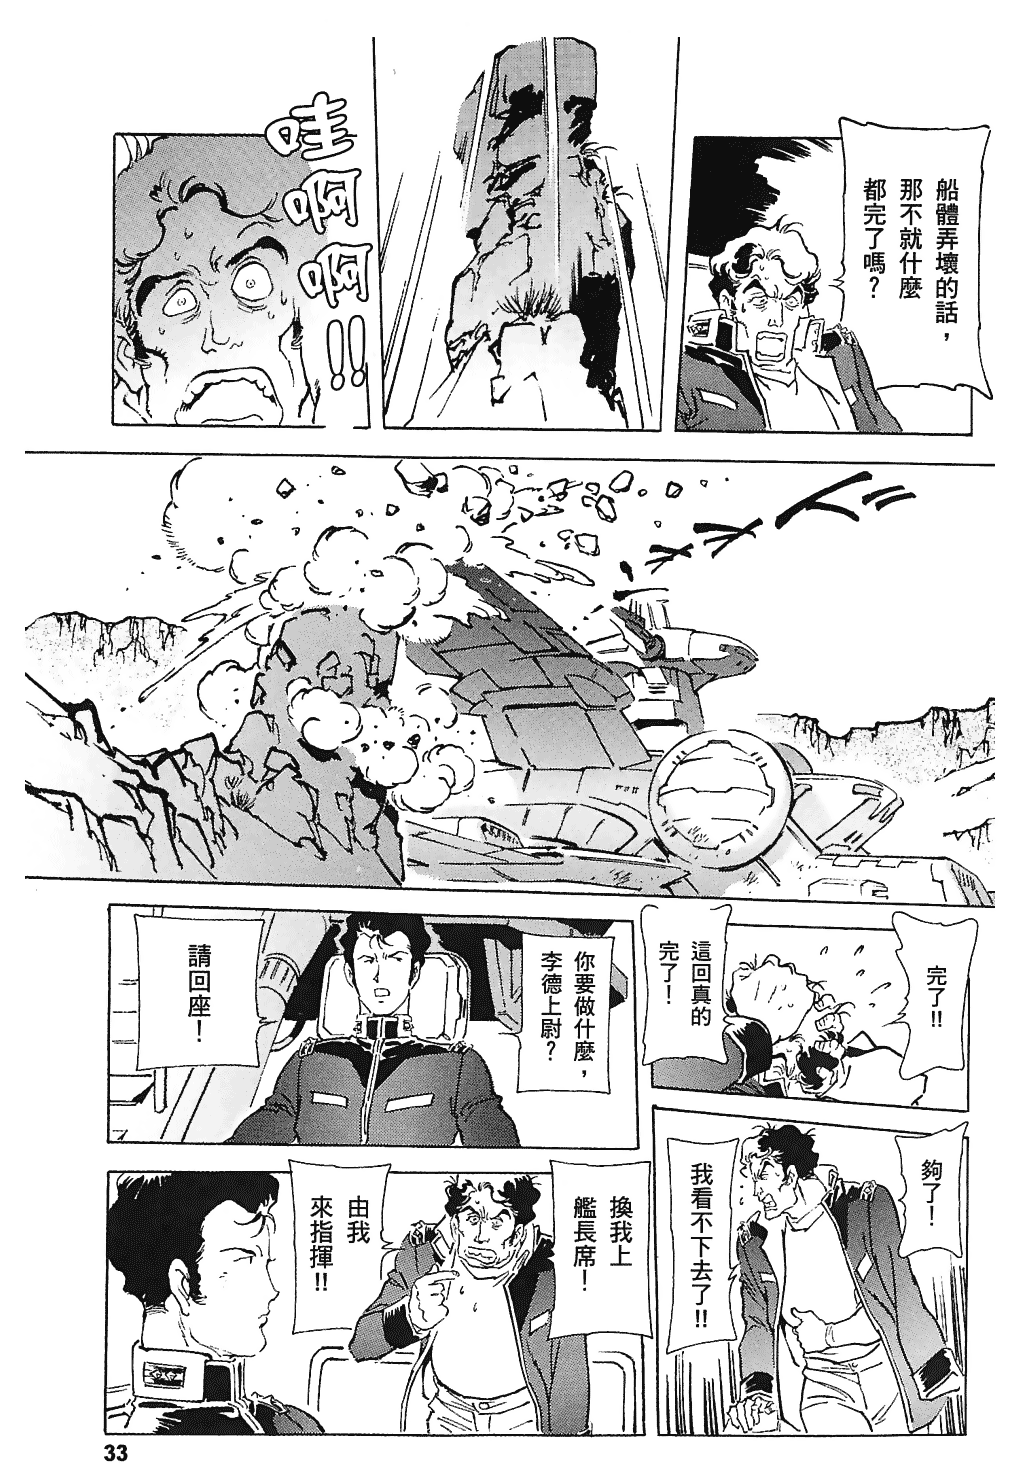 船體弄壞的話，
那不就什麼
都完了嗎？
哇啊啊!!
完了!!
這回真的
完了！
你要做什麼，
李德上尉？
請回座！
夠了！
我看不下去了!!
換我上
艦長席！
由我
來指揮!!
33